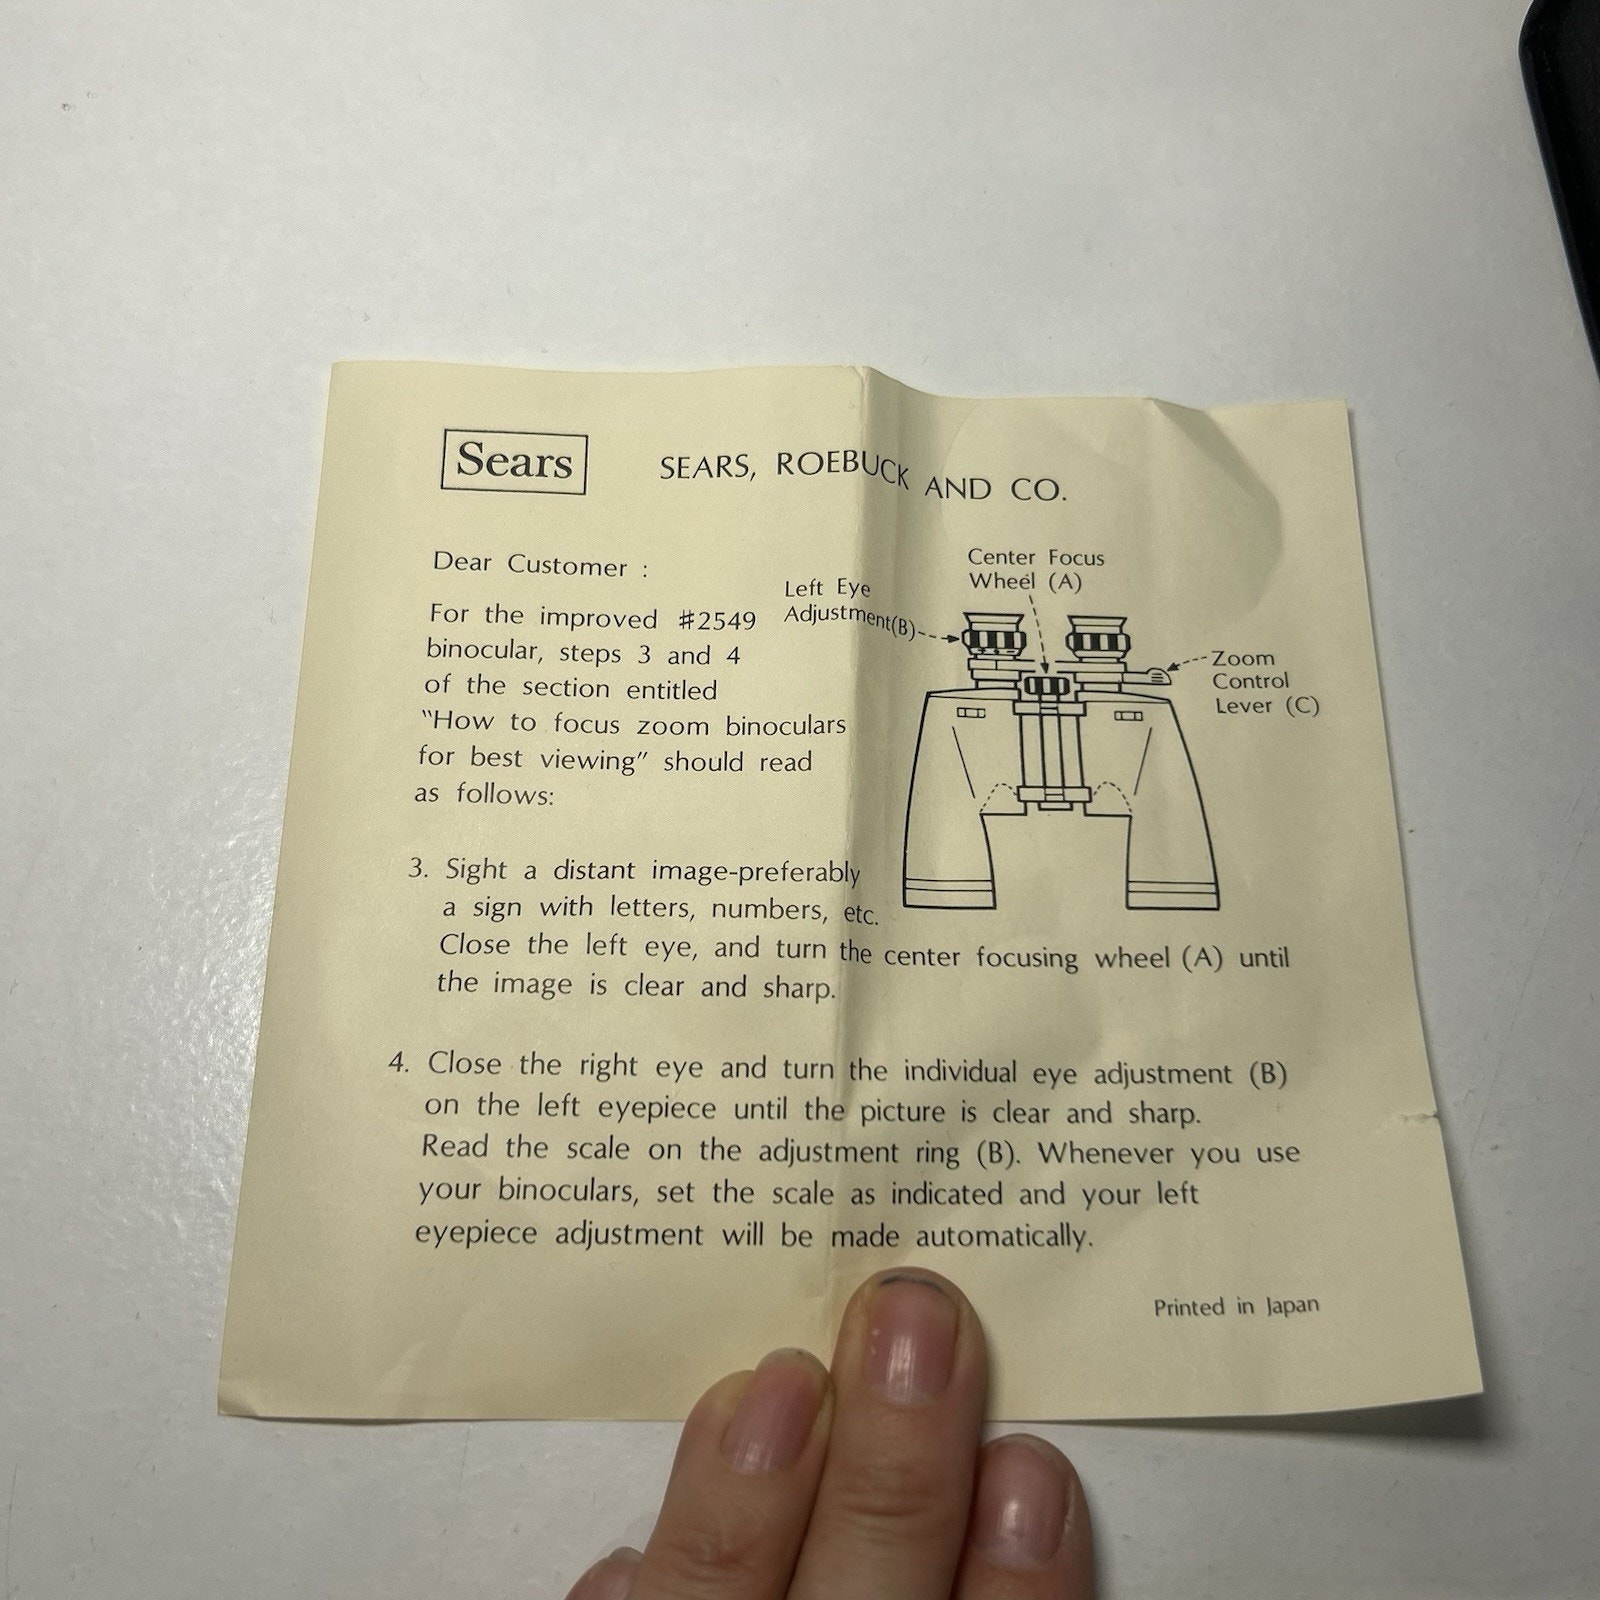 Sears
SEARS, ROEBUCK AND CO.
Dear Customer :
For the improved #2549
binocular, steps 3 and 4
of the section entitled
"How to focus zoom binoculars
for best viewing" should read
as follows:
Left Eye
Adjustment(B)
Center Focus
Wheel (A)
Zoom
Control
Lever (C)
3. Sight a distant image-preferably
a sign with letters, numbers, etc.
Close the left eye, and turn the center focusing wheel (A) until
the image is clear and sharp.
4. Close the right eye and turn the individual eye adjustment (B)
on the left eyepiece until the picture is clear and sharp.
Read the scale on the adjustment ring (B). Whenever you use
your binoculars, set the scale as indicated and your left
eyepiece adjustment will be made automatically.
Printed in Japan